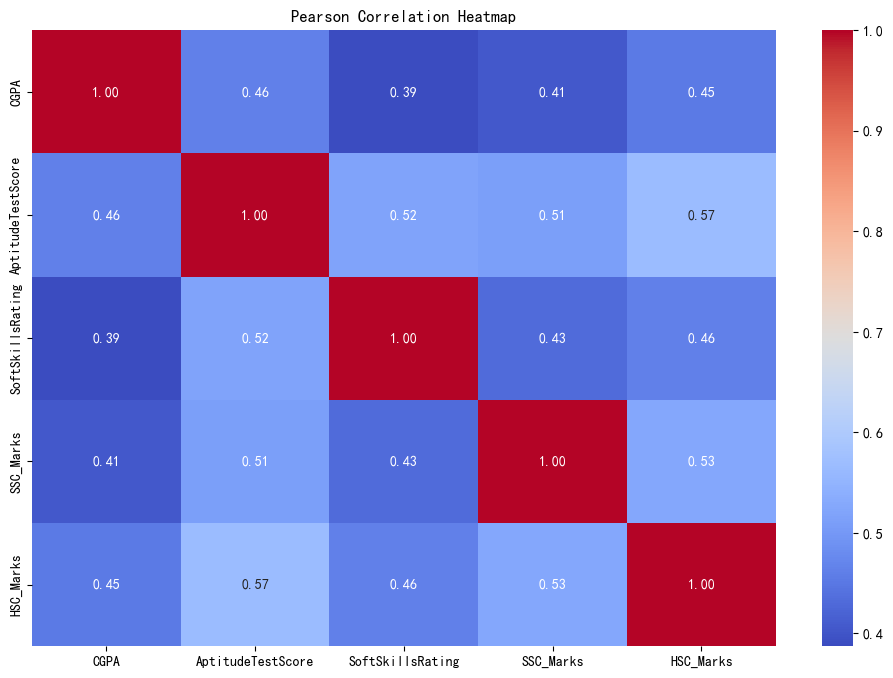 Pearson Correlation Heatmap
CGPA
1.00 0.46 0.39 0.41 0.45
AptitudeTestScore
0.46 1.00 0.52 0.51 0.57
SoftSkillsRating
0.39 0.52 1.00 0.43 0.46
SSC_Marks
0.41 0.51 0.43 1.00 0.53
HSC_Marks
0.45 0.57 0.46 0.53 1.00
CGPA AptitudeTestScore SoftSkillsRating SSC_Marks HSC_Marks
1.0
0.9
0.8
0.7
0.6
0.5
0.4